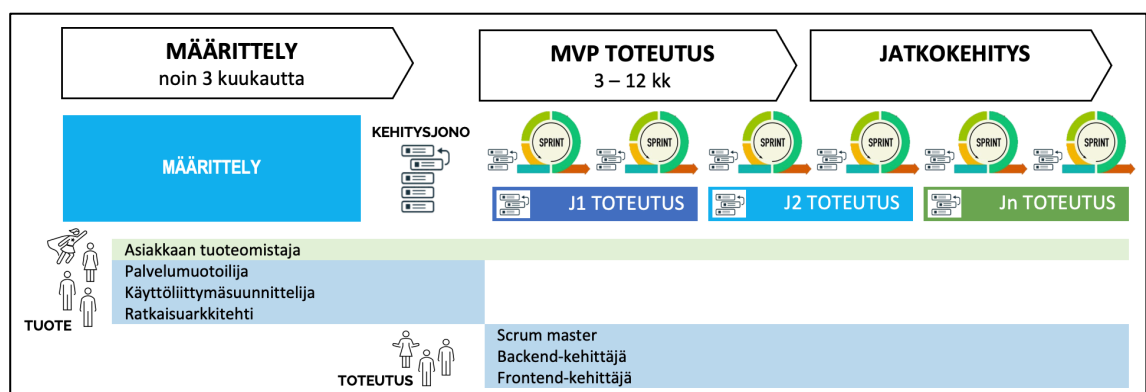 MÄÄRITTELY
noin 3 kuukautta
MVP TOTEUTUS
3 – 12 kk
JATKOKEHITYS
MÄÄRITTELY
KEHITYSJONO
SPRINT
SPRINT
SPRINT
SPRINT
SPRINT
SPRINT
J1 TOTEUTUS
J2 TOTEUTUS
Jn TOTEUTUS
Asiakkaan tuoteomistaja
Palvelumuotoilija
Käyttöliittymäsuunnittelija
Ratkaisuarkkitehti
TUOTE
Scrum master
Backend-kehittäjä
Frontend-kehittäjä
TOTEUTUS